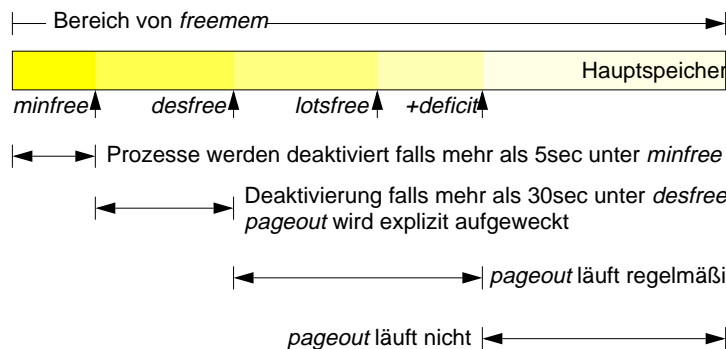 Bereich von freemem
Hauptspeicher
minfree desfree lotsfree +deficit
Prozesse werden deaktiviert falls mehr als 5sec unter minfree
Deaktivierung falls mehr als 30sec unter desfree
pageout wird explizit aufgeweckt
pageout läuft regelmäßi
pageout läuft nicht